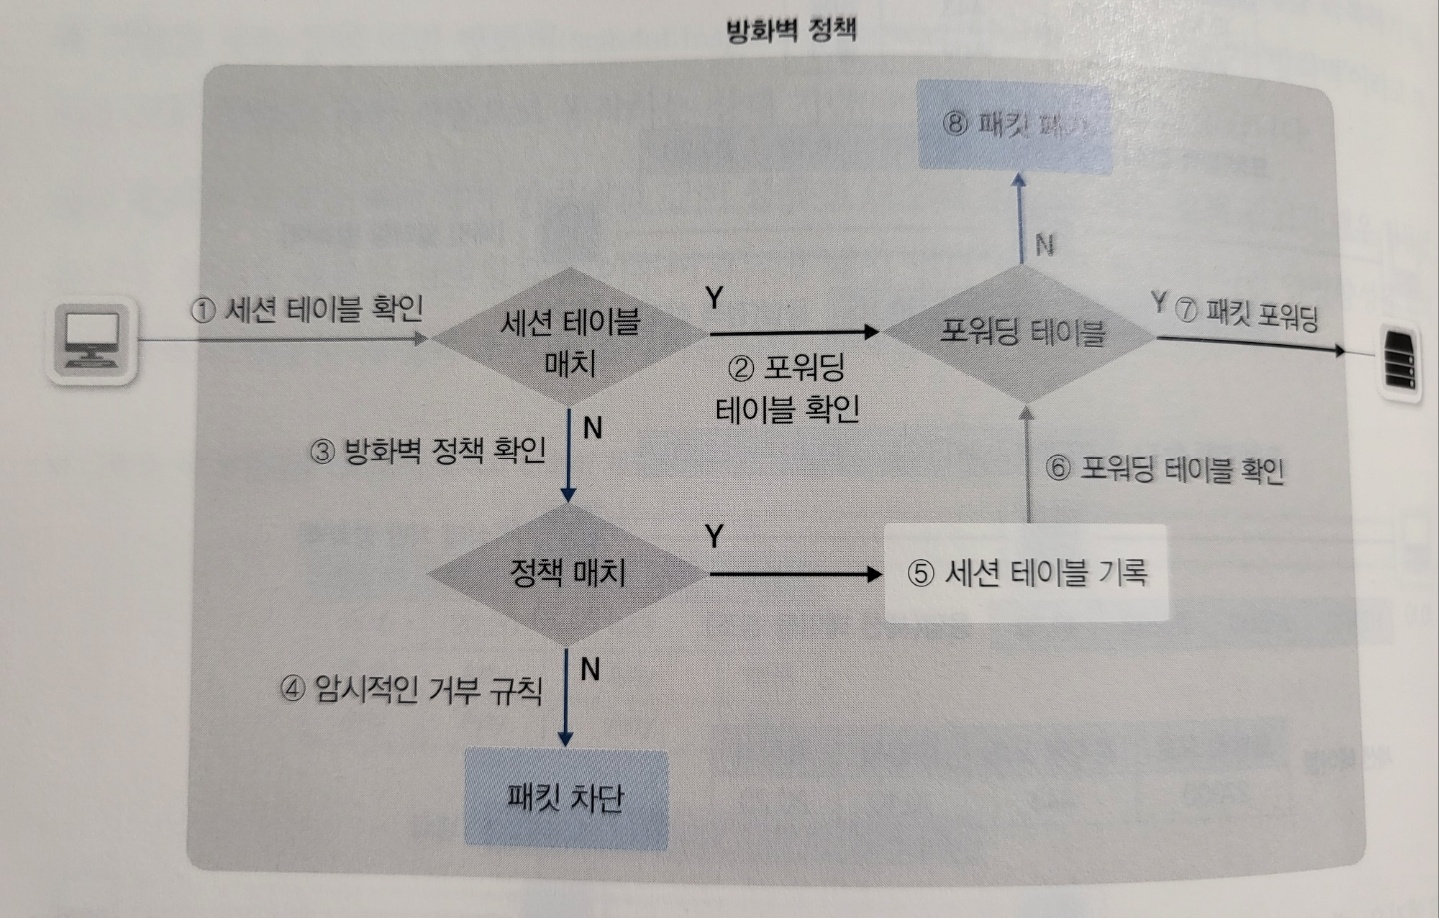 방화벽 정책
⑧ 패킷 폐기
N
① 세션 테이블 확인
세션 테이블
매치
Y
② 포워딩
테이블 확인
포워딩 테이블
Y ⑦ 패킷 포워딩
③ 방화벽 정책 확인
N
⑥ 포워딩 테이블 확인
정책 매치
Y
⑤ 세션 테이블 기록
④ 암시적인 거부 규칙
N
패킷 차단